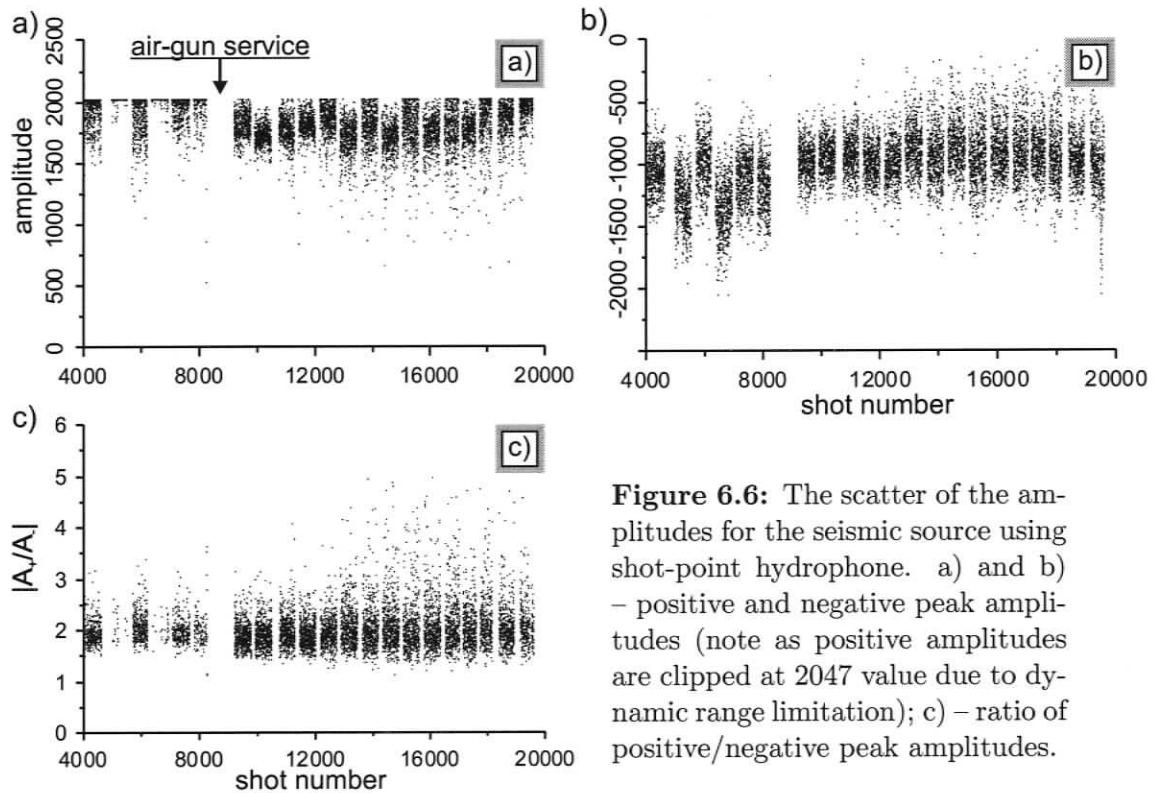 a)
2500
2000
1500
1000
500
0
amplitude
air-gun service
a)
4000 8000 12000 16000 20000
b)
0
-500
-1000
-1500
-2000
b)
4000 8000 12000 16000 20000
shot number
c)
6
5
4
3
2
1
0
|A₊/A₋|
c)
4000 8000 12000 16000 20000
shot number
Figure 6.6: The scatter of the am-
plitudes for the seismic source using
shot-point hydrophone. a) and b)
– positive and negative peak ampli-
tudes (note as positive amplitudes
are clipped at 2047 value due to dy-
namic range limitation); c) – ratio of
positive/negative peak amplitudes.